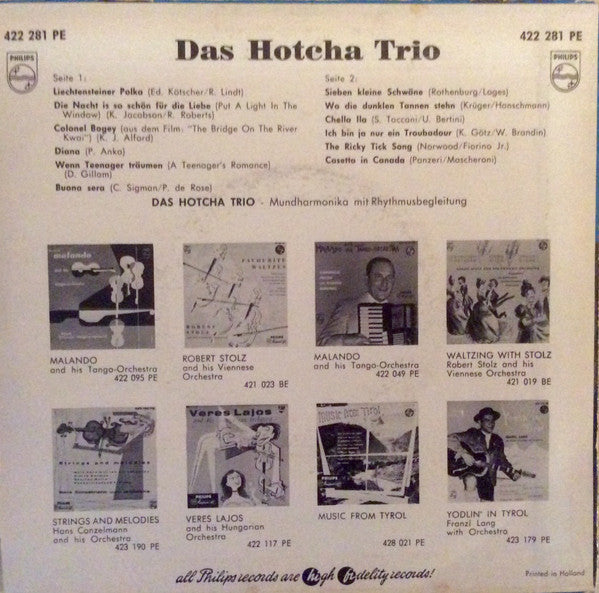 422 281 PE
422 281 PE
PHILIPS
PHILIPS
Das Hotcha Trio
Seite 1:
Liechtensteiner Polka (Ed. Kötscher/R. Lindt)
Die Nacht is so schön für die Liebe (Put A Light In The
Window) (K. Jacobson/R. Roberts)
Colonel Bogey (aus dem Film: "The Bridge On The River
Kwai") (K. J. Alford)
Diana (P. Anka)
Wenn Teenager träumen (A Teenager's Romance)
(D. Gillam)
Buona sera (C. Sigman/P. de Rose)
Seite 2:
Sieben kleine Schwäne (Rothenburg/Lages)
Wo die dunklen Tannen stehn (Krüger/Hanschmann)
Chella lla (S. Taccani/U. Bertini)
Ich bin ja nur ein Troubadour (K. Götz/W. Brandin)
The Ricky Tick Song (Norwood/Fiorino Jr.)
Casetta in Canada (Panzeri/Mascheroni)
DAS HOTCHA TRIO - Mundharmonika mit Rhythmusbegleitung
malando
FAVOURITE
WALTZES
ROBERT STOLZ
MALANDO
and his Tango-Orchestra
422 095 PE
ROBERT STOLZ
and his Viennese
Orchestra
421 023 BE
MALANDO
and his Tango-Orchestra
422 049 PE
WALTZING WITH STOLZ
Robert Stolz and his
Viennese Orchestra
421 019 BE
Strings and melodies
Veres Lajos
Music from Tyrol
STRINGS AND MELODIES
Hans Canzelmann
and his Orchestra
423 190 PE
VERES LAJOS
and his Hungarian
Orchestra
422 117 PE
MUSIC FROM TYROL
428 021 PE
YODLIN' IN TYROL
Franzl Lang
with Orchestra
423 179 PE
all Philips records are high fidelity records!
Printed in Holland